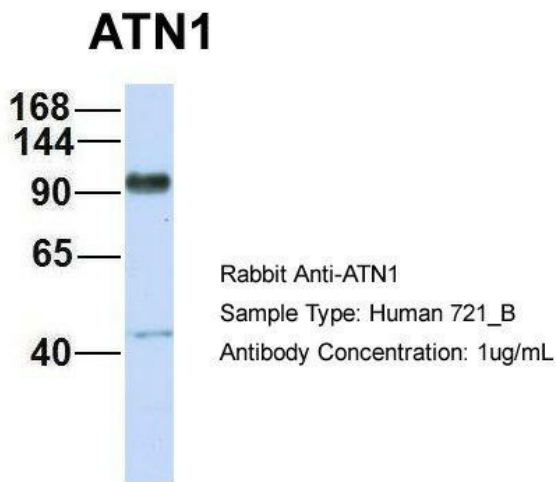 ATN1
168
144
90
65
40
Rabbit Anti-ATN1
Sample Type: Human 721_B
Antibody Concentration: 1ug/mL